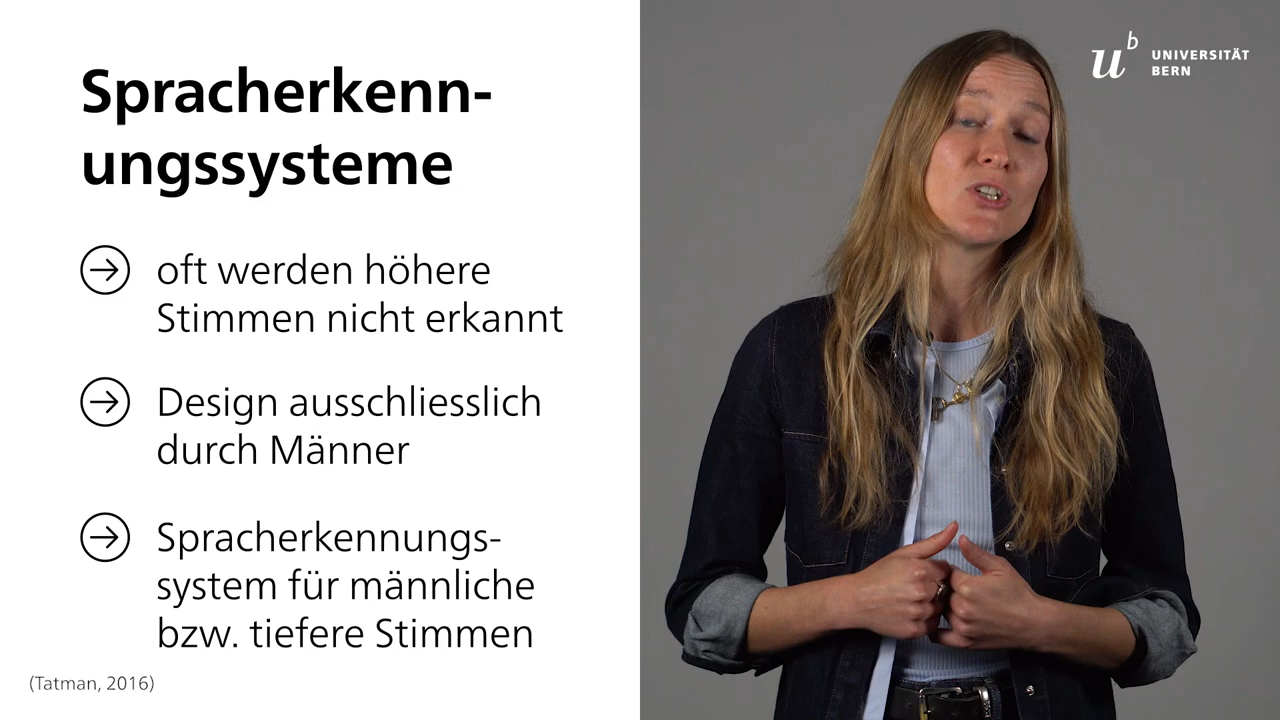 Spracherkenn-
ungssysteme
oft werden höhere
Stimmen nicht erkannt
Design ausschliesslich
durch Männer
Spracherkennungs-
system für männliche
bzw. tiefere Stimmen
(Tatman, 2016)
u b
UNIVERSITÄT
BERN